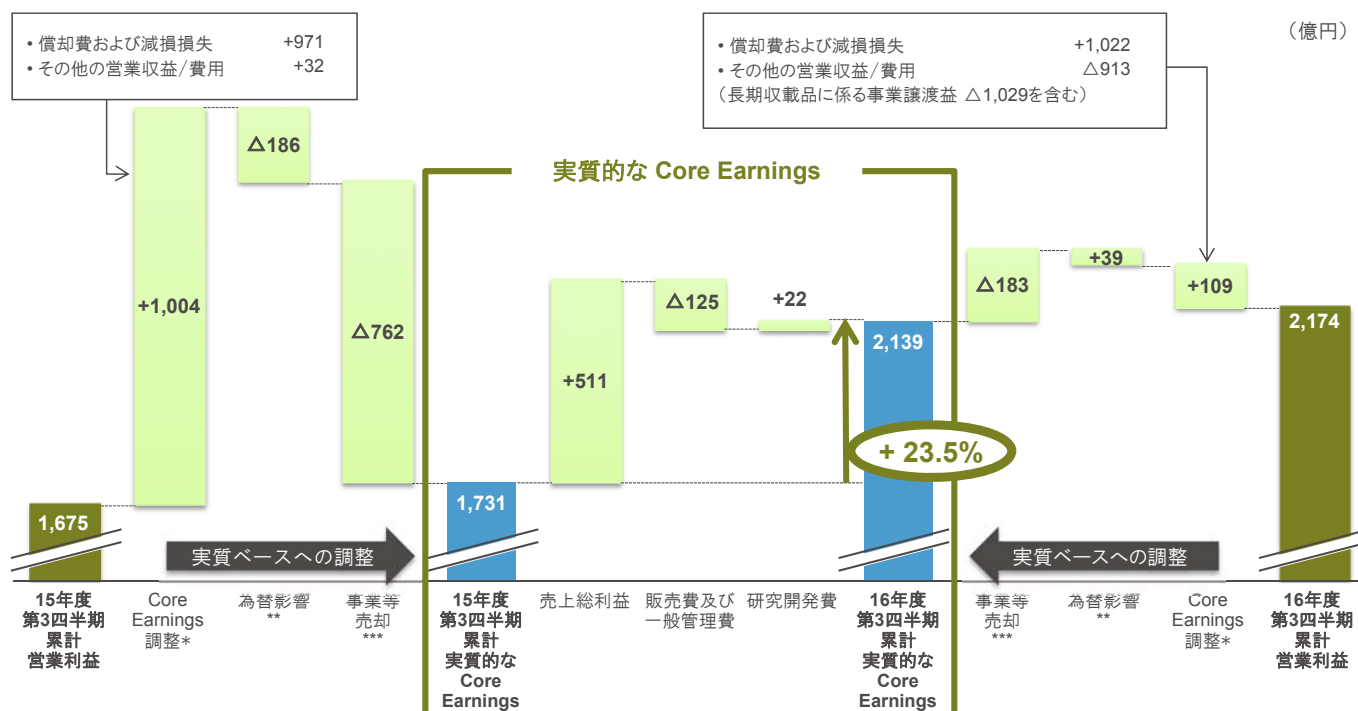 • 償却費および減損損失 +971
• その他の営業収益/費用 +32
• 償却費および減損損失 +1,022
• その他の営業収益/費用 △913
（長期収載品に係る事業譲渡益 △1,029を含む）
（億円）
実質的な Core Earnings
1,675
+1,004
△186
△762
1,731
+511
△125
+22
+ 23.5%
2,139
△183
+39
+109
2,174
実質ベースへの調整
実質ベースへの調整
15年度
第3四半期
累計
営業利益
Core
Earnings
調整*
為替影響
**
事業等
売却
***
15年度
第3四半期
累計
実質的な
Core
Earnings
売上総利益
販売費及び
一般管理費
研究開発費
16年度
第3四半期
累計
実質的な
Core
Earnings
事業等
売却
***
為替影響
**
Core
Earnings
調整*
16年度
第3四半期
累計
営業利益